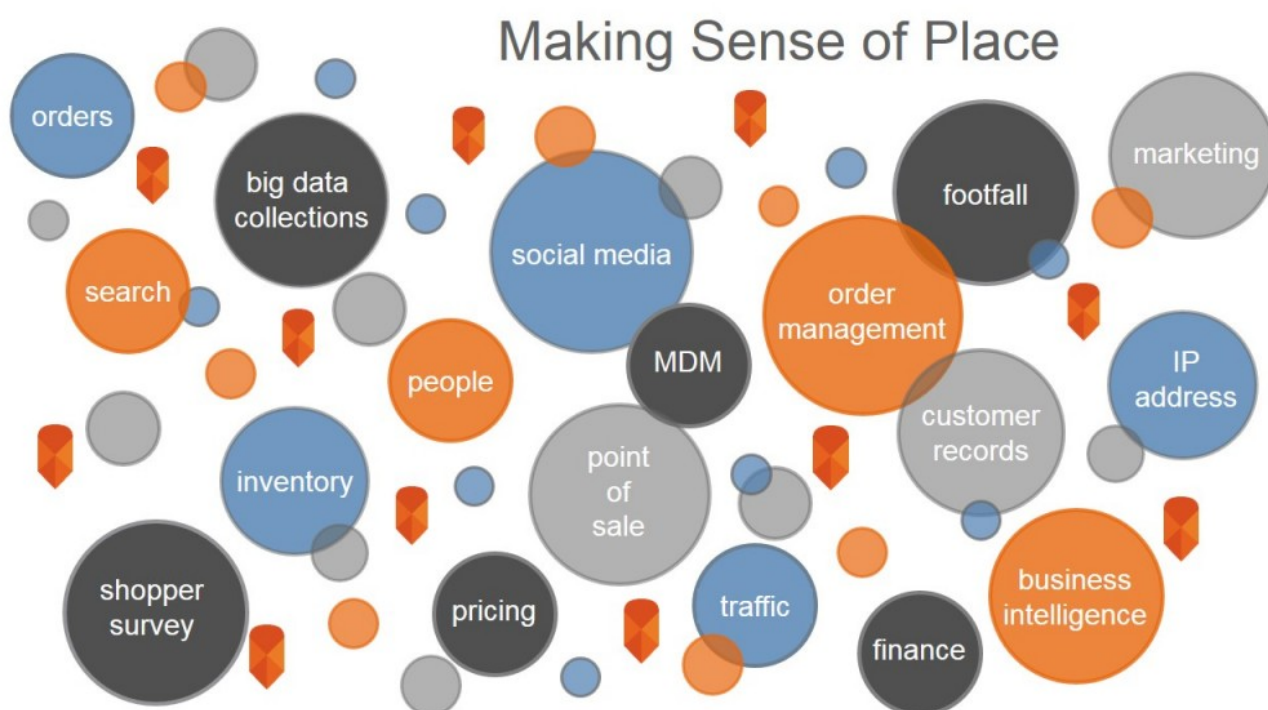 Making Sense of Place
orders
big data
collections
social media
footfall
marketing
search
order
management
people
MDM
IP
address
customer
records
inventory
point
of
sale
shopper
survey
pricing
traffic
business
intelligence
finance